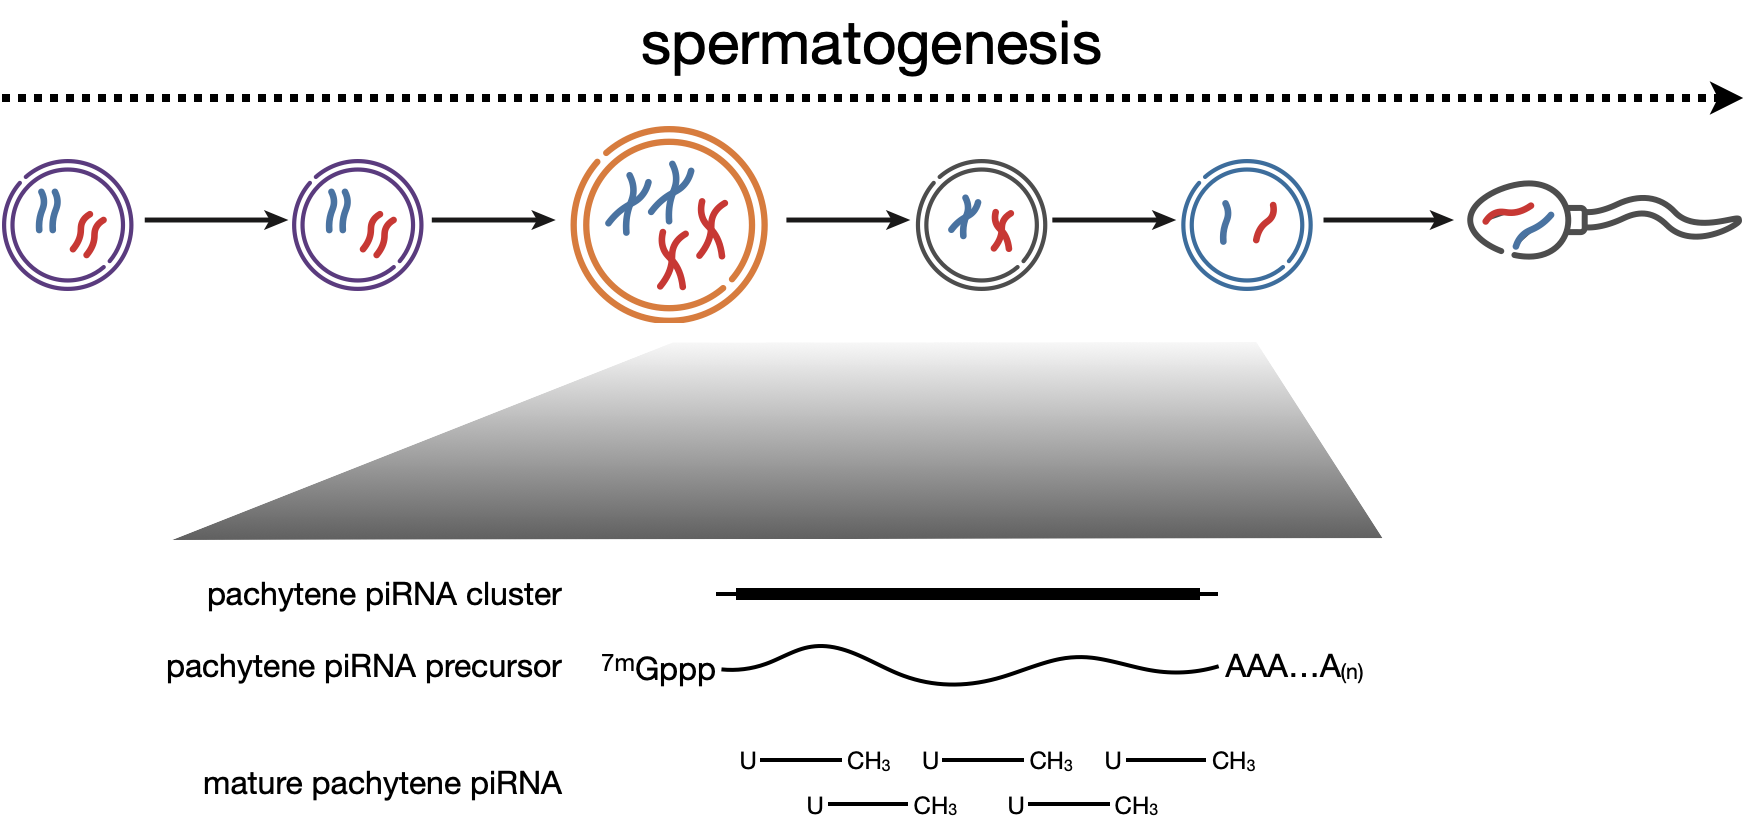 spermatogenesis
pachytene piRNA cluster
pachytene piRNA precursor ⁷ᵐGppp AAA...A(n)
U CH₃ U CH₃ U CH₃
mature pachytene piRNA
U CH₃ U CH₃